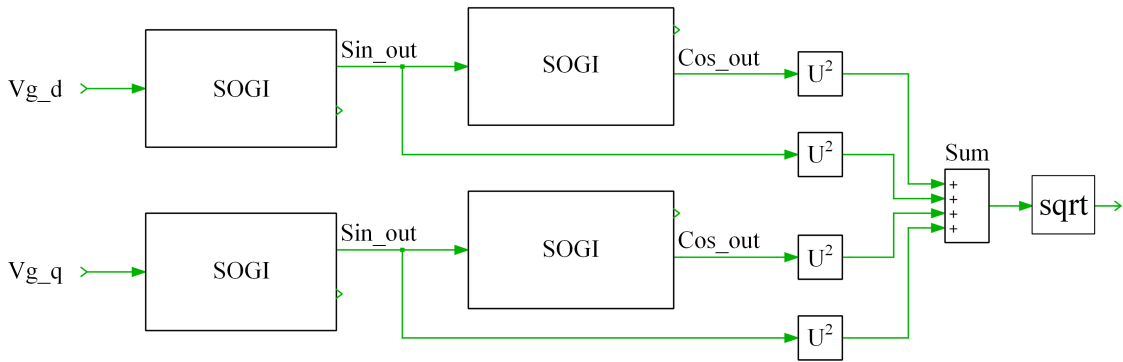 Vg_d
SOGI
Sin_out
SOGI
Cos_out
U²
U²
Sum
+
+
+
+
sqrt
Vg_q
SOGI
Sin_out
SOGI
Cos_out
U²
U²